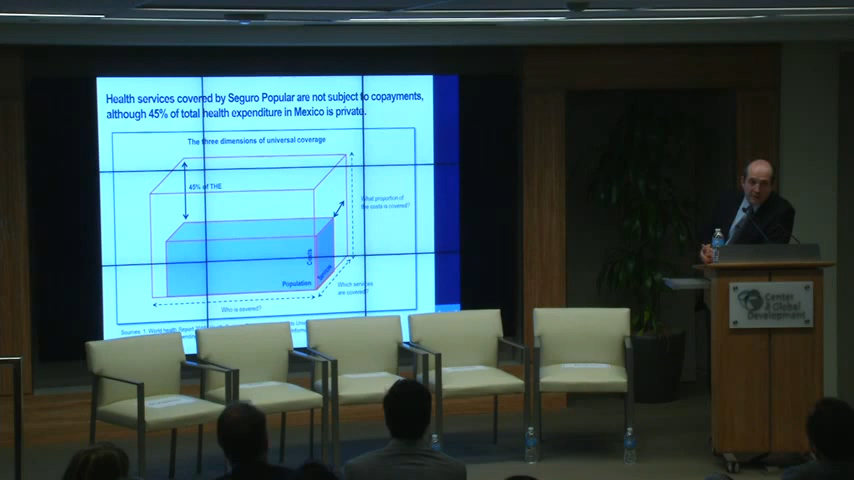 Health services covered by Seguro Popular are not subject to copayments,
although 45% of total health expenditure in Mexico is private.
The three dimensions of universal coverage
45% of THE
What proportion
of the costs is covered?
Costs
Service
Population
Which services
are covered?
Who is covered?
Sources: 1. World health
Center
Global
Development